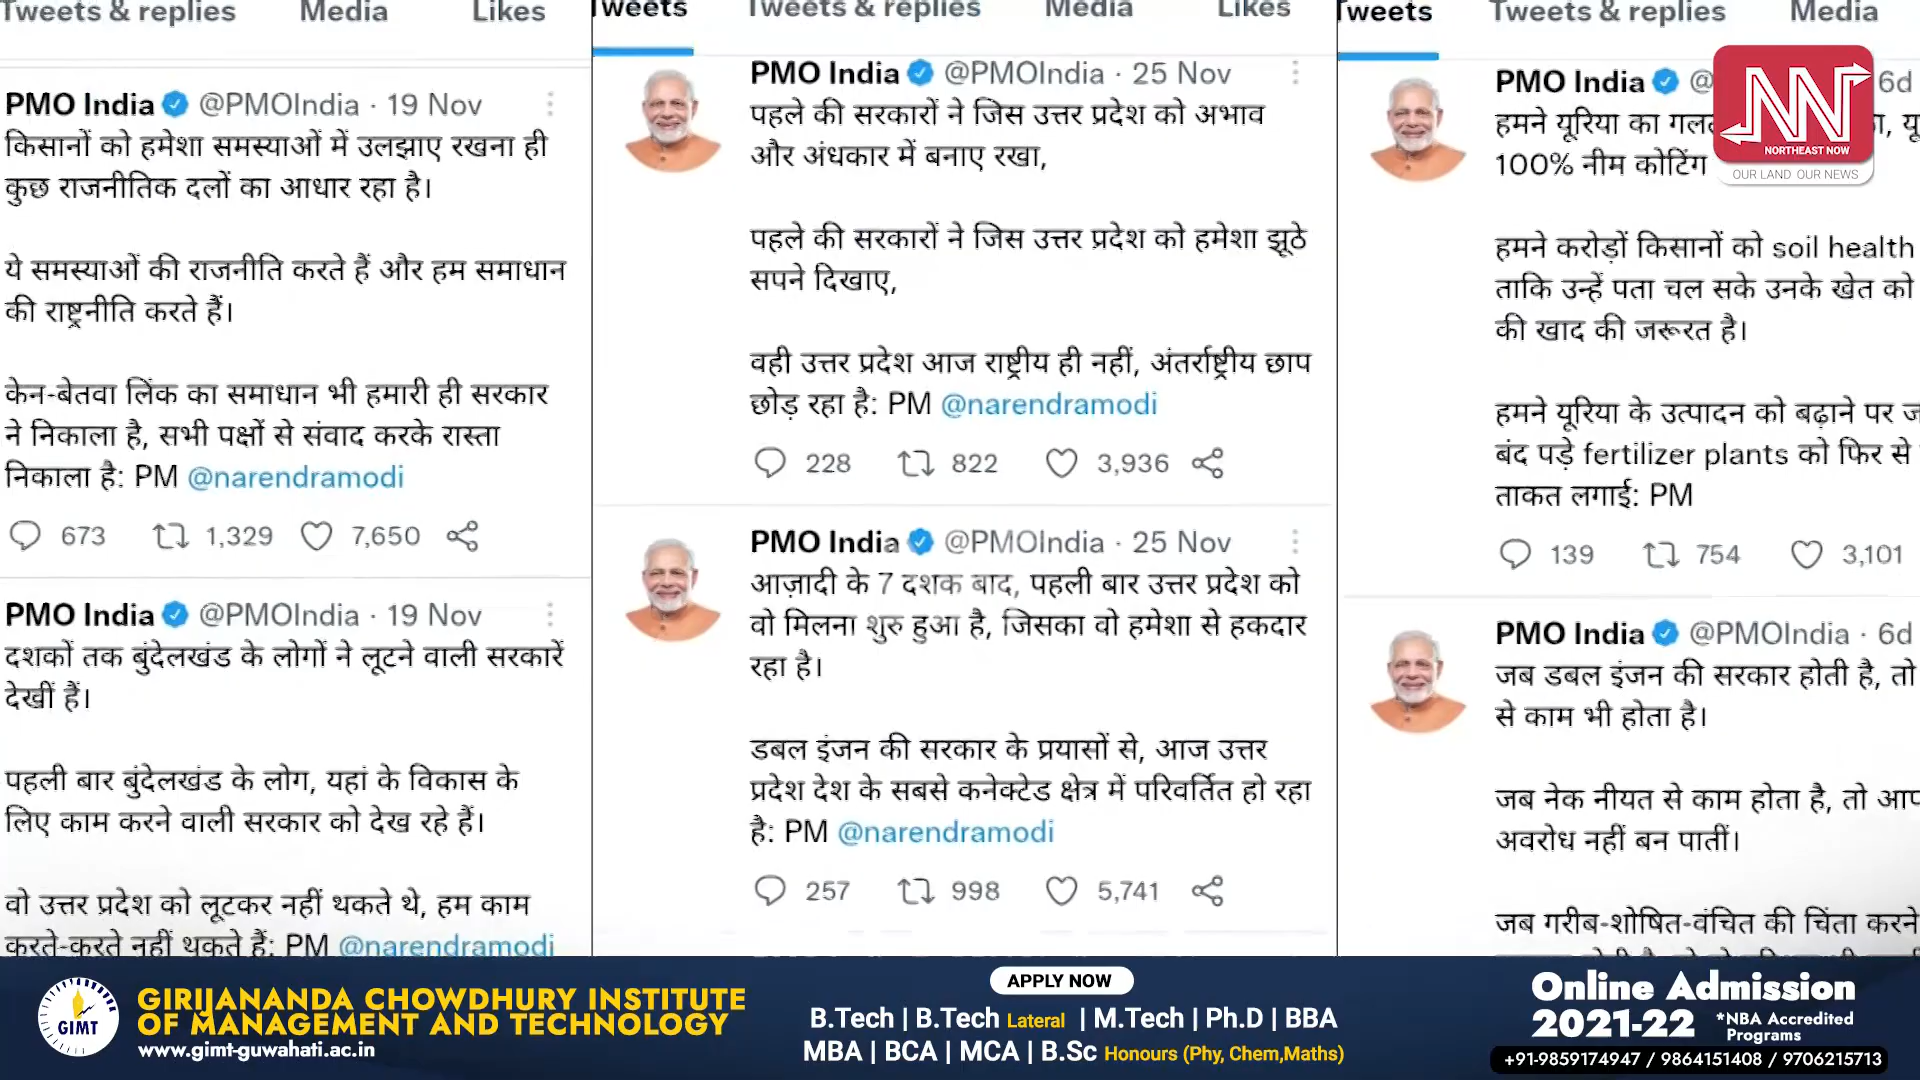 Tweets & replies Media Likes
PMO India @PMOIndia · 19 Nov
किसानों को हमेशा समस्याओं में उलझाए रखना ही
कुछ राजनीतिक दलों का आधार रहा है।
ये समस्याओं की राजनीति करते हैं और हम समाधान
की राष्ट्रनीति करते हैं।
केन-बेतवा लिंक का समाधान भी हमारी ही सरकार
ने निकाला है, सभी पक्षों से संवाद करके रास्ता
निकाला है: PM @narendramodi
673 1,329 7,650
PMO India @PMOIndia · 19 Nov
दशकों तक बुंदेलखंड के लोगों ने लूटने वाली सरकारें
देखीं हैं।
पहली बार बुंदेलखंड के लोग, यहां के विकास के
लिए काम करने वाली सरकार को देख रहे हैं।
वो उत्तर प्रदेश को लूटकर नहीं थकते थे, हम काम
करते-करते नहीं थकते हैं: PM @narendramodi
Tweets Tweets & replies Media Likes
PMO India @PMOIndia · 25 Nov
पहले की सरकारों ने जिस उत्तर प्रदेश को अभाव
और अंधकार में बनाए रखा,
पहले की सरकारों ने जिस उत्तर प्रदेश को हमेशा झूठे
सपने दिखाए,
वही उत्तर प्रदेश आज राष्ट्रीय ही नहीं, अंतर्राष्ट्रीय छाप
छोड़ रहा है: PM @narendramodi
228 822 3,936
PMO India @PMOIndia · 25 Nov
आज़ादी के 7 दशक बाद, पहली बार उत्तर प्रदेश को
वो मिलना शुरु हुआ है, जिसका वो हमेशा से हकदार
रहा है।
डबल इंजन की सरकार के प्रयासों से, आज उत्तर
प्रदेश देश के सबसे कनेक्टेड क्षेत्र में परिवर्तित हो रहा
है: PM @narendramodi
257 998 5,741
Tweets Tweets & replies Media
PMO India @ 6d
हमने यूरिया का
100% नीम कोटिंग
हमने करोड़ों किसानों को soil health
ताकि उन्हें पता चल सके उनके खेत को
की खाद की जरूरत है।
हमने यूरिया के उत्पादन को बढ़ाने पर
बंद पड़े fertilizer plants को फिर से
ताकत लगाई: PM
139 754 3,101
PMO India @PMOIndia · 6d
जब डबल इंजन की सरकार होती है, तो
से काम भी होता है।
जब नेक नीयत से काम होता है, तो
अवरोध नहीं बन पातीं।
जब गरीब-शोषित-वंचित की चिंता करने
NN
NORTHEAST NOW
OUR LAND OUR NEWS
GIMT
GIRIJANANDA CHOWDHURY INSTITUTE
OF MANAGEMENT AND TECHNOLOGY
www.gimt-guwahati.ac.in
APPLY NOW
B.Tech | B.Tech Lateral | M.Tech | Ph.D | BBA
MBA | BCA | MCA | B.Sc Honours (Phy, Chem,Maths)
Online Admission
2021-22 *NBA Accredited
Programs
+91-9859174947 / 9864151408 / 9706215713